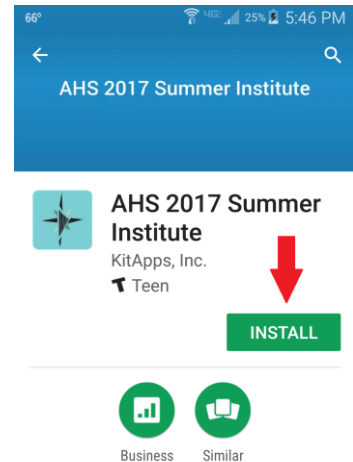 66° 4G 25% 5:46 PM
AHS 2017 Summer Institute
AHS 2017 Summer
Institute
KitApps, Inc.
T Teen
INSTALL
Business Similar